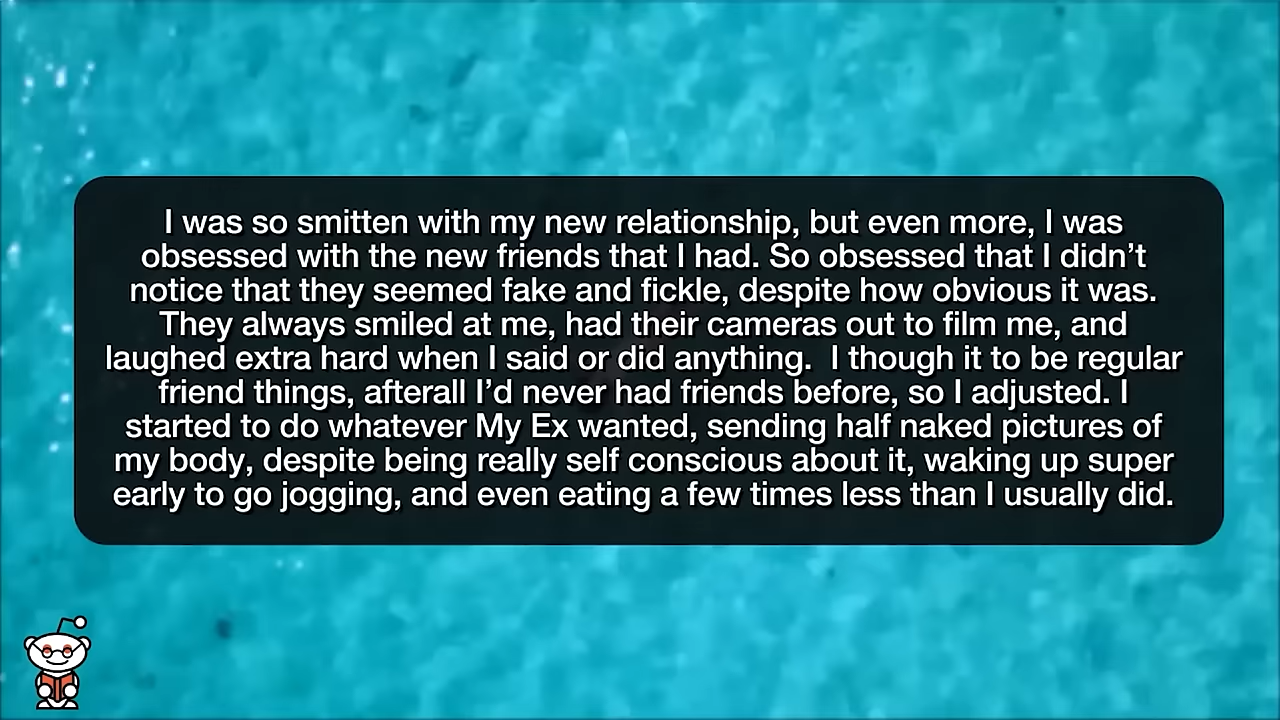 I was so smitten with my new relationship, but even more, I was
obsessed with the new friends that I had. So obsessed that I didn’t
notice that they seemed fake and fickle, despite how obvious it was.
They always smiled at me, had their cameras out to film me, and
laughed extra hard when I said or did anything.  I though it to be regular
friend things, afterall I’d never had friends before, so I adjusted. I
started to do whatever My Ex wanted, sending half naked pictures of
my body, despite being really self conscious about it, waking up super
early to go jogging, and even eating a few times less than I usually did.